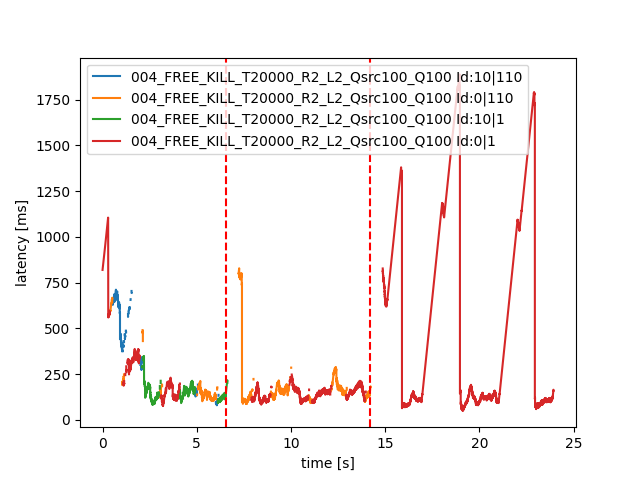 004_FREE_KILL_T20000_R2_L2_Qsrc100_Q100 Id:10|110
004_FREE_KILL_T20000_R2_L2_Qsrc100_Q100 Id:0|110
004_FREE_KILL_T20000_R2_L2_Qsrc100_Q100 Id:10|1
004_FREE_KILL_T20000_R2_L2_Qsrc100_Q100 Id:0|1
1750
1500
1250
1000
750
500
250
0
latency [ms]
0 5 10 15 20 25
time [s]